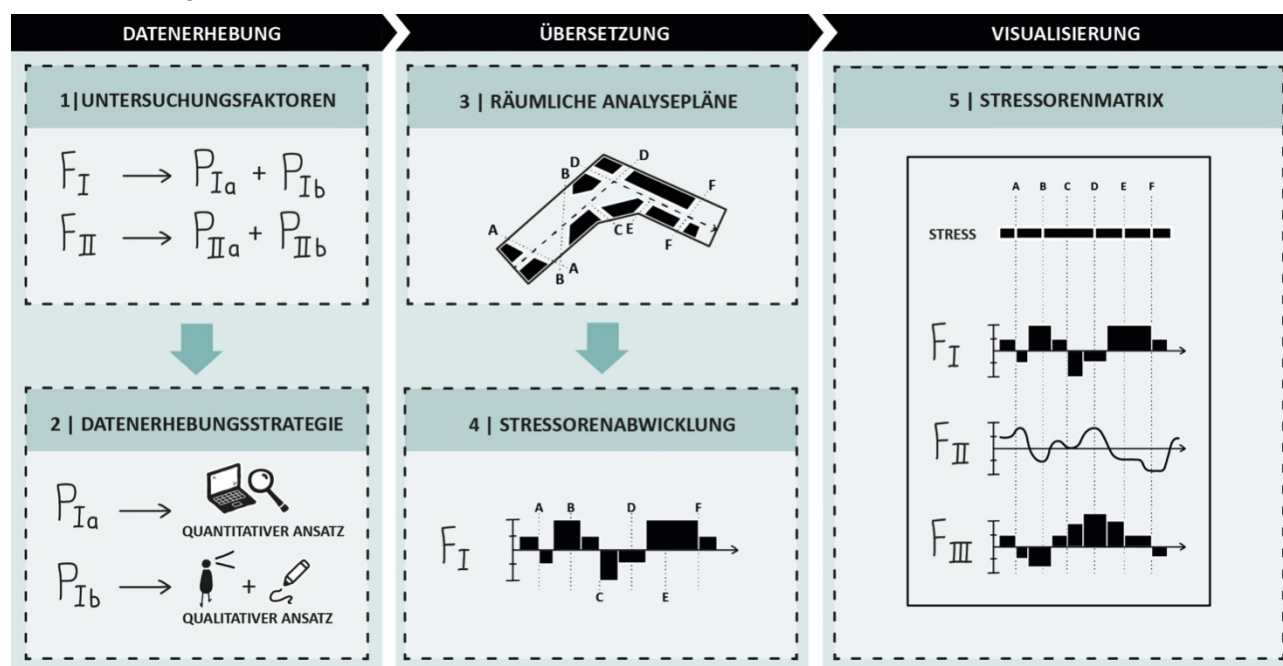 DATENERHEBUNG
1|UNTERSUCHUNGSFAKTOREN
F_I → P_Ia + P_Ib
F_II → P_IIa + P_IIb
2 | DATENERHEBUNGSSTRATEGIE
P_Ia →
QUANTITATIVER ANSATZ
P_Ib → +
QUALITATIVER ANSATZ
ÜBERSETZUNG
3 | RÄUMLICHE ANALYSEPLÄNE
D D
B F
A
C E F
A
B
4 | STRESSORENABWICKLUNG
A B D F
F_I
C E
VISUALISIERUNG
5 | STRESSORENMATRIX
A B C D E F
STRESS
F_I
F_II
F_III